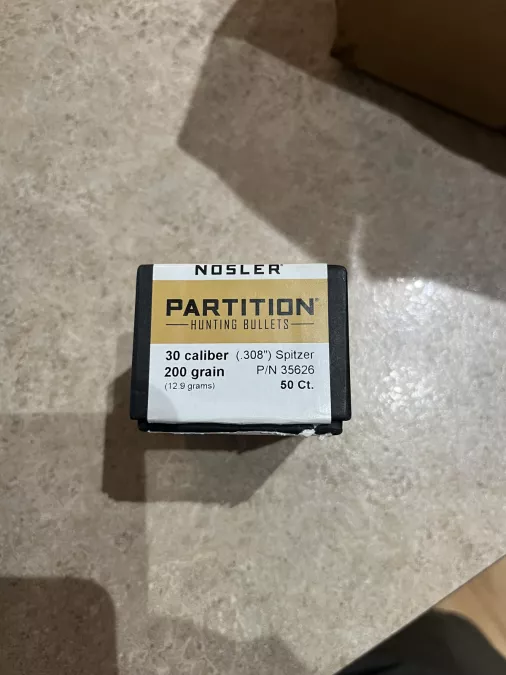 NOSLER®
PARTITION®
HUNTING BULLETS
30 caliber (.308") Spitzer
200 grain P/N 35626
(12.9 grams) 50 Ct.